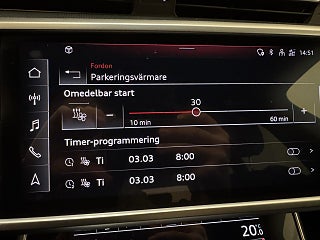 14:51
Fordon
Parkeringsvärmare
Omedelbar start
30
− +
10 min 60 min
Timer-programmering
Ti 03.03 8:00
Ti 03.03 8:00
20.0